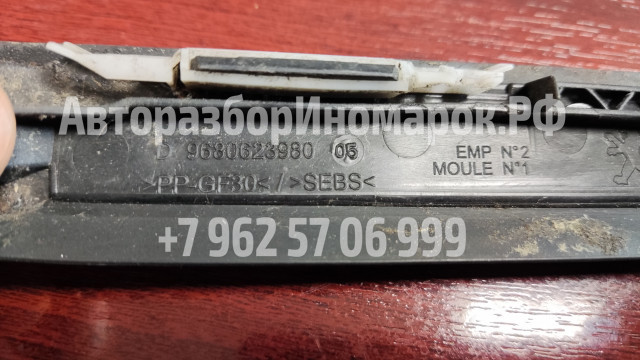 АвторазборИномарок.РФ
D 9680623980 05
EMP N°2
MOULE N°1
>PP-GF30</>SEBS<
+7 962 57 06 999